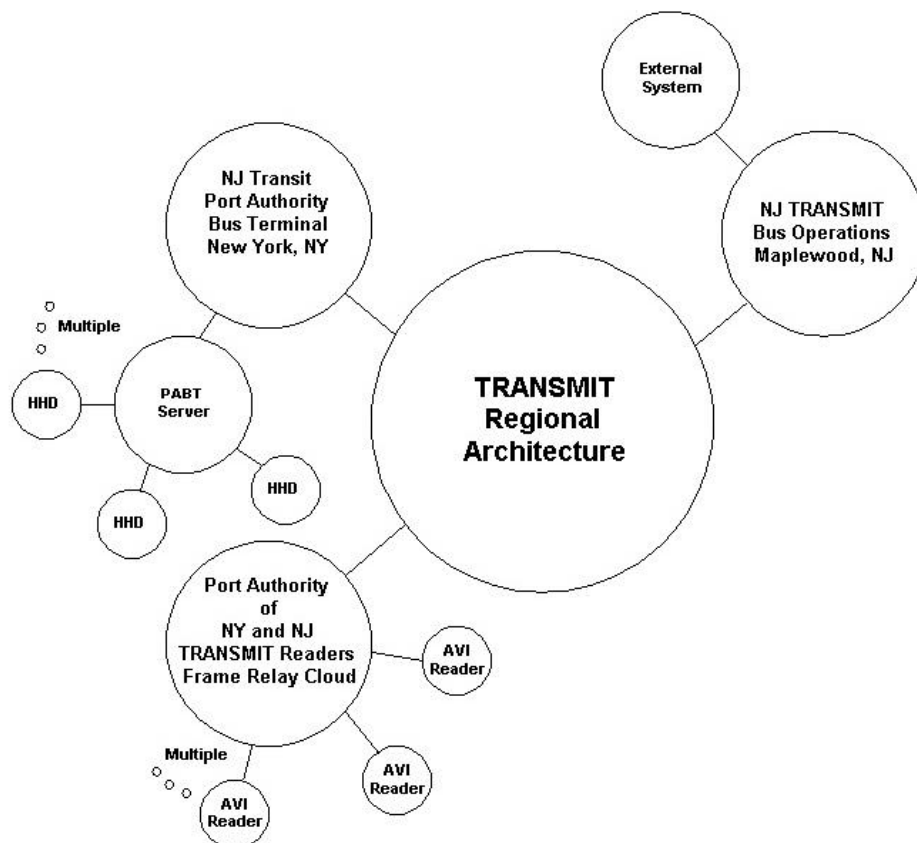 External
System
NJ Transit
Port Authority
Bus Terminal
New York, NY
NJ TRANSMIT
Bus Operations
Maplewood, NJ
Multiple
HHD
PABT
Server
TRANSMIT
Regional
Architecture
HHD
HHD
Port Authority
of
NY and NJ
TRANSMIT Readers
Frame Relay Cloud
AVI
Reader
Multiple
AVI
Reader
AVI
Reader